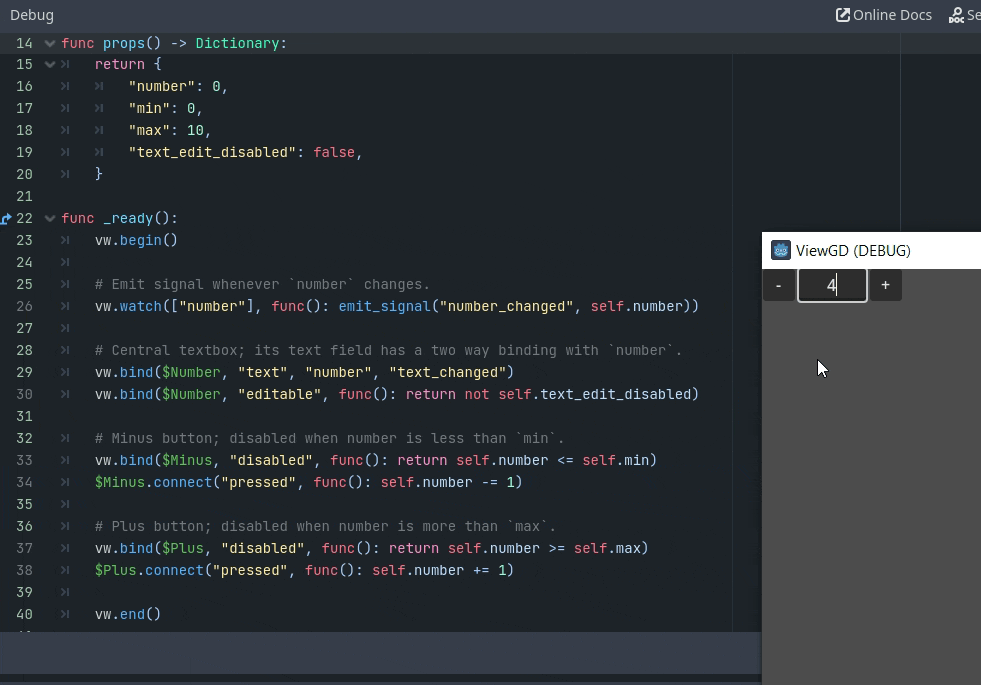 Debug
Online Docs
Se
14 func props() -> Dictionary:
15 return {
16 "number": 0,
17 "min": 0,
18 "max": 10,
19 "text_edit_disabled": false,
20 }
21
22 func _ready():
23 vw.begin()
24
25 # Emit signal whenever `number` changes.
26 vw.watch(["number"], func(): emit_signal("number_changed", self.number))
27
28 # Central textbox; its text field has a two way binding with `number`.
29 vw.bind($Number, "text", "number", "text_changed")
30 vw.bind($Number, "editable", func(): return not self.text_edit_disabled)
31
32 # Minus button; disabled when number is less than `min`.
33 vw.bind($Minus, "disabled", func(): return self.number <= self.min)
34 $Minus.connect("pressed", func(): self.number -= 1)
35
36 # Plus button; disabled when number is more than `max`.
37 vw.bind($Plus, "disabled", func(): return self.number >= self.max)
38 $Plus.connect("pressed", func(): self.number += 1)
39
40 vw.end()
ViewGD (DEBUG)
- 4 +